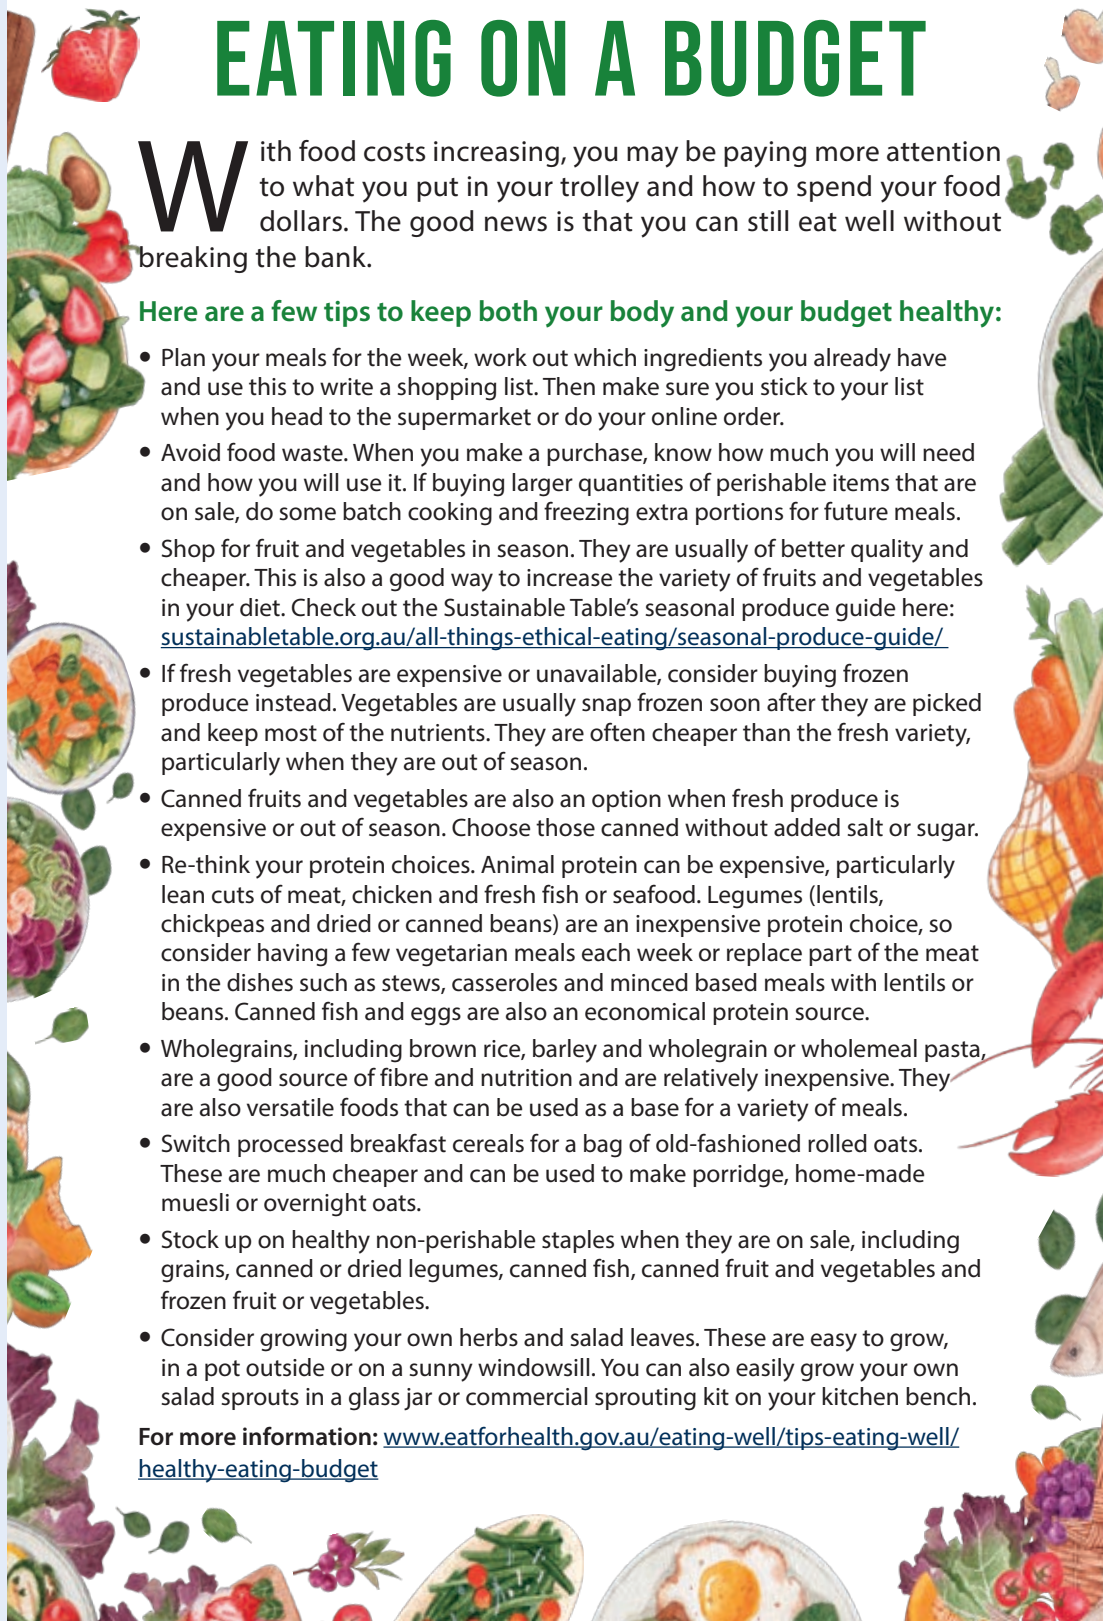 EATING ON A BUDGET
With food costs increasing, you may be paying more attention
to what you put in your trolley and how to spend your food
dollars. The good news is that you can still eat well without
breaking the bank.
Here are a few tips to keep both your body and your budget healthy:
• Plan your meals for the week, work out which ingredients you already have
and use this to write a shopping list. Then make sure you stick to your list
when you head to the supermarket or do your online order.
• Avoid food waste. When you make a purchase, know how much you will need
and how you will use it. If buying larger quantities of perishable items that are
on sale, do some batch cooking and freezing extra portions for future meals.
• Shop for fruit and vegetables in season. They are usually of better quality and
cheaper. This is also a good way to increase the variety of fruits and vegetables
in your diet. Check out the Sustainable Table’s seasonal produce guide here:
sustainabletable.org.au/all-things-ethical-eating/seasonal-produce-guide/
• If fresh vegetables are expensive or unavailable, consider buying frozen
produce instead. Vegetables are usually snap frozen soon after they are picked
and keep most of the nutrients. They are often cheaper than the fresh variety,
particularly when they are out of season.
• Canned fruits and vegetables are also an option when fresh produce is
expensive or out of season. Choose those canned without added salt or sugar.
• Re-think your protein choices. Animal protein can be expensive, particularly
lean cuts of meat, chicken and fresh fish or seafood. Legumes (lentils,
chickpeas and dried or canned beans) are an inexpensive protein choice, so
consider having a few vegetarian meals each week or replace part of the meat
in the dishes such as stews, casseroles and minced based meals with lentils or
beans. Canned fish and eggs are also an economical protein source.
• Wholegrains, including brown rice, barley and wholegrain or wholemeal pasta,
are a good source of fibre and nutrition and are relatively inexpensive. They
are also versatile foods that can be used as a base for a variety of meals.
• Switch processed breakfast cereals for a bag of old-fashioned rolled oats.
These are much cheaper and can be used to make porridge, home-made
muesli or overnight oats.
• Stock up on healthy non-perishable staples when they are on sale, including
grains, canned or dried legumes, canned fish, canned fruit and vegetables and
frozen fruit or vegetables.
• Consider growing your own herbs and salad leaves. These are easy to grow,
in a pot outside or on a sunny windowsill. You can also easily grow your own
salad sprouts in a glass jar or commercial sprouting kit on your kitchen bench.
For more information: www.eatforhealth.gov.au/eating-well/tips-eating-well/
healthy-eating-budget